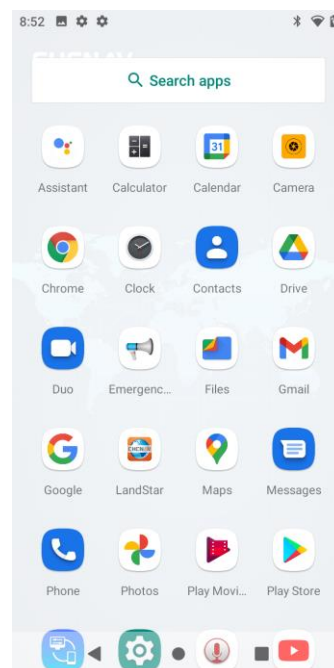 8:52
Search apps
Assistant Calculator Calendar Camera
31
Chrome Clock Contacts Drive
Duo Emergenc... Files Gmail
Google LandStar Maps Messages
Phone Photos Play Movi... Play Store